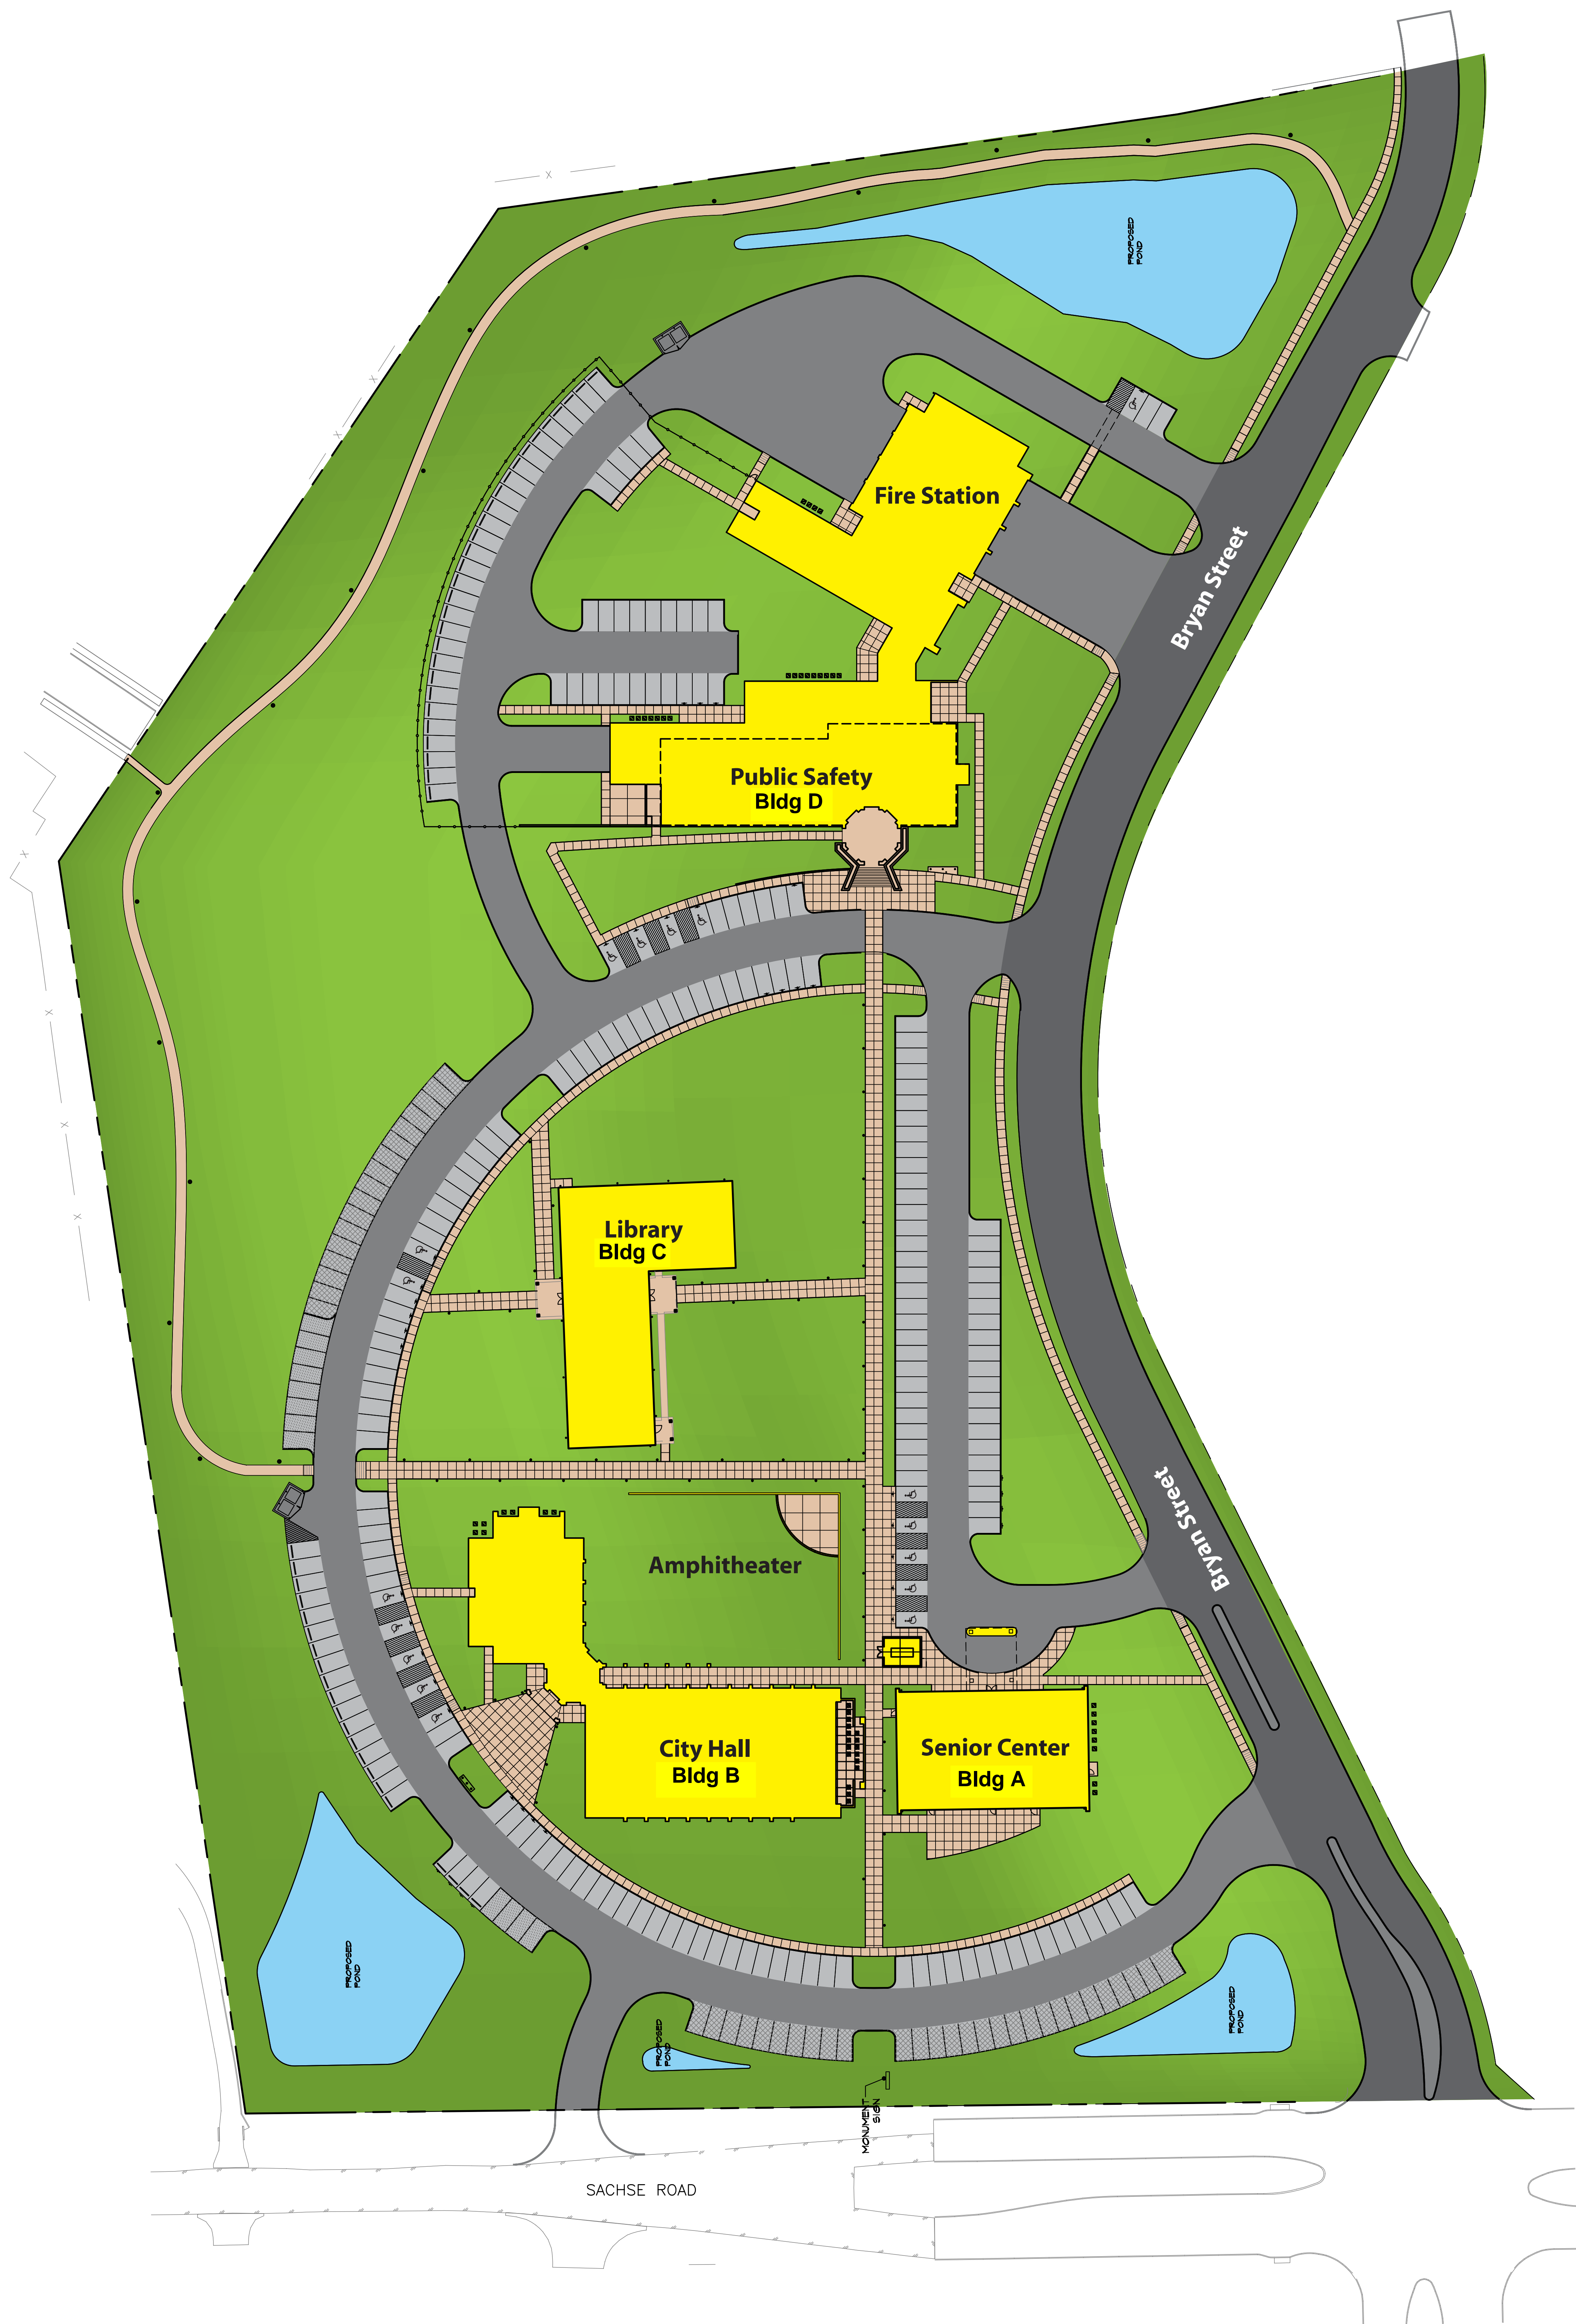 PROPOSED
POND
Fire Station
Bryan Street
Public Safety
Bldg D
Library
Bldg C
Amphitheater
Bryan Street
City Hall
Bldg B
Senior Center
Bldg A
PROPOSED
POND
PROPOSED
POND
PROPOSED
POND
MONUMENT
SIGN
SACHSE ROAD